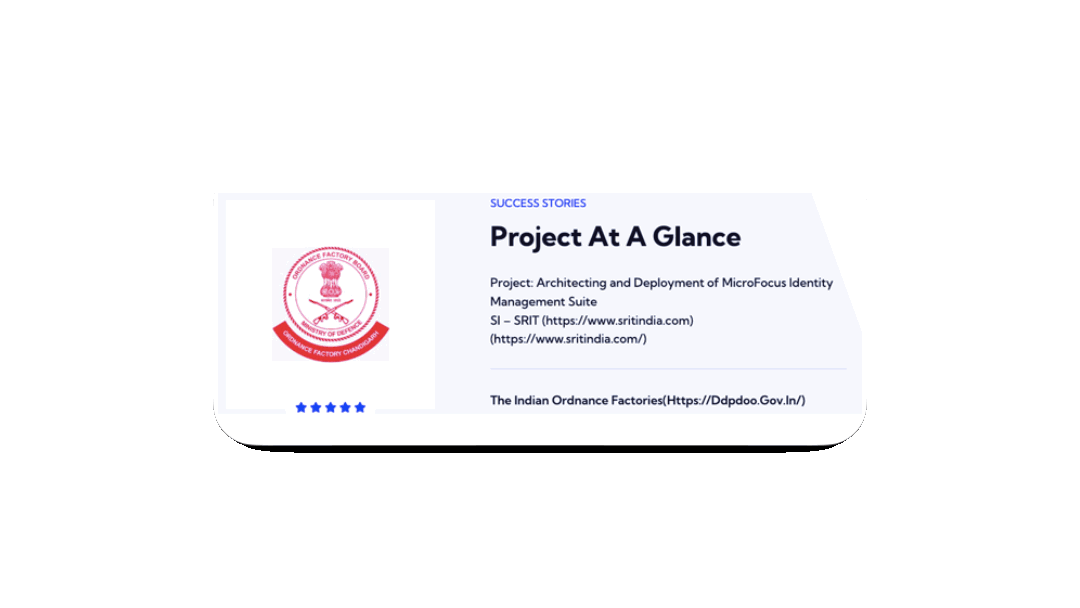 ORDNANCE FACTORY BOARD
MINISTRY OF DEFENCE
ORDNANCE FACTORY CHANDIGARH
SUCCESS STORIES
Project At A Glance
Project: Architecting and Deployment of MicroFocus Identity
Management Suite
SI – SRIT (https://www.sritindia.com)
(https://www.sritindia.com/)
The Indian Ordnance Factories(Https://Ddpdoo.Gov.In/)